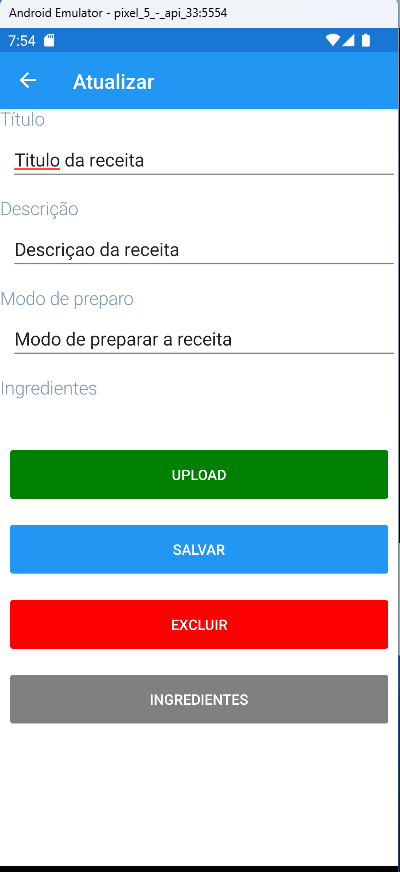 Android Emulator - pixel_5_-_api_33:5554
7:54
Atualizar
Título
Titulo da receita
Descrição
Descriçao da receita
Modo de preparo
Modo de preparar a receita
Ingredientes
UPLOAD
SALVAR
EXCLUIR
INGREDIENTES